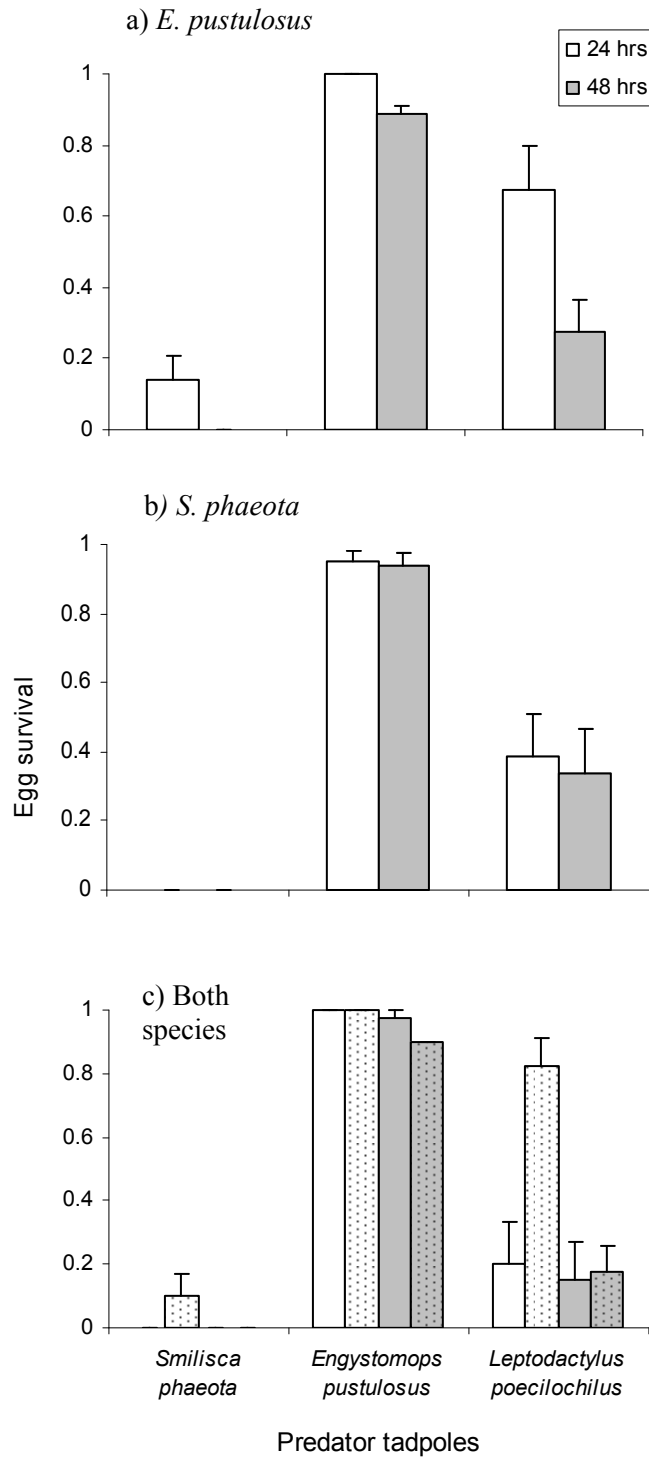 a) E. pustulosus
24 hrs
48 hrs
1
0.8
0.6
0.4
0.2
0
b) S. phaeota
1
0.8
0.6
0.4
0.2
0
Egg survival
c) Both
species
1
0.8
0.6
0.4
0.2
0
Smilisca
phaeota
Engystomops
pustulosus
Leptodactylus
poecilochilus
Predator tadpoles